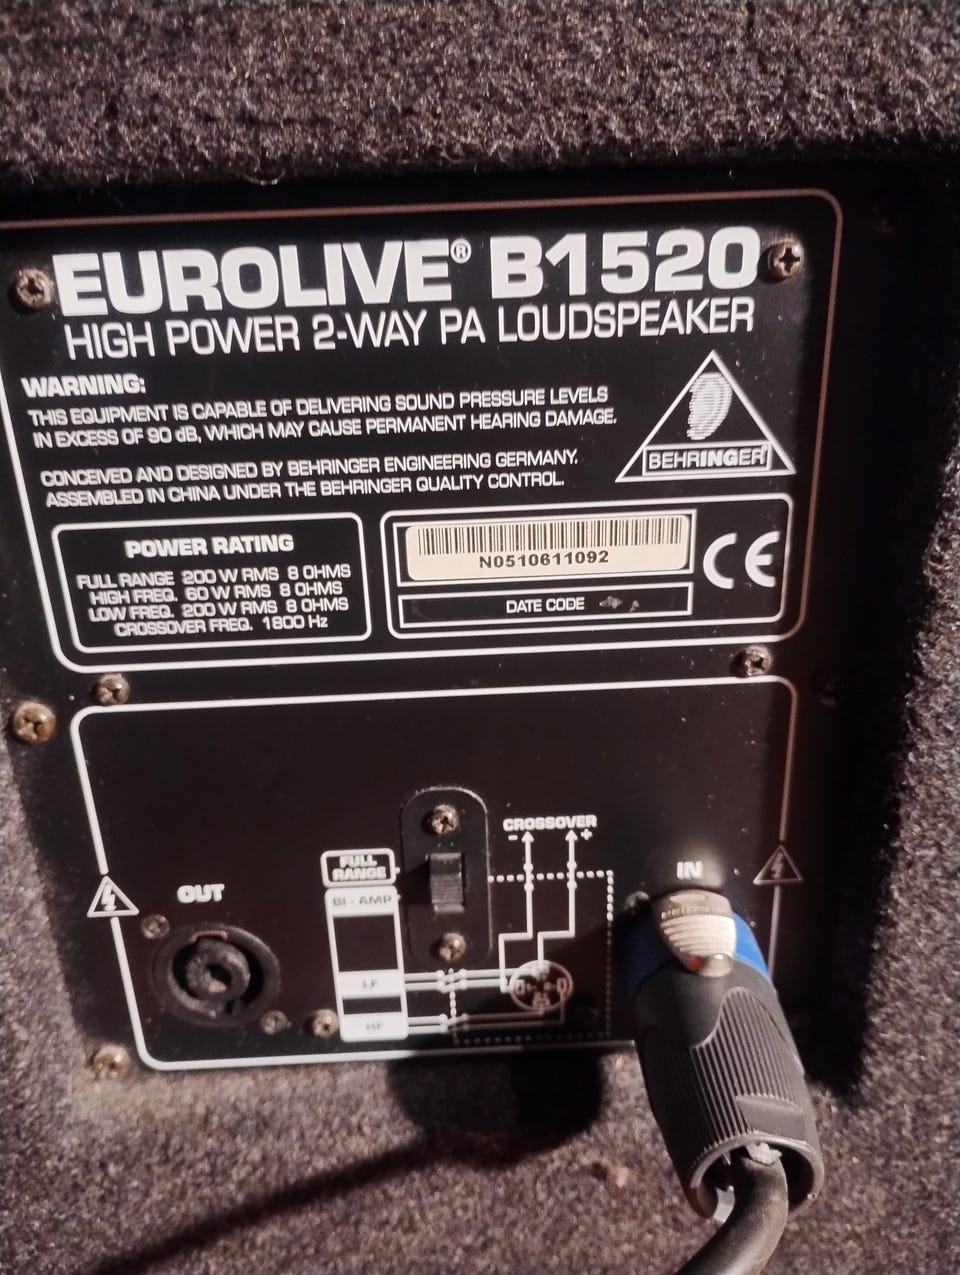 EUROLIVE® B1520
HIGH POWER 2-WAY PA LOUDSPEAKER
WARNING:
THIS EQUIPMENT IS CAPABLE OF DELIVERING SOUND PRESSURE LEVELS
IN EXCESS OF 90 dB, WHICH MAY CAUSE PERMANENT HEARING DAMAGE.
CONCEIVED AND DESIGNED BY BEHRINGER ENGINEERING GERMANY.
ASSEMBLED IN CHINA UNDER THE BEHRINGER QUALITY CONTROL.
BEHRINGER
POWER RATING
FULL RANGE 200 W RMS 8 OHMS
HIGH FREQ. 60 W RMS 8 OHMS
LOW FREQ. 200 W RMS 8 OHMS
CROSSOVER FREQ. 1800 Hz
N0510611092
DATE CODE
CE
OUT
FULL
RANGE
BI - AMP
LF
HF
CROSSOVER
- +
IN